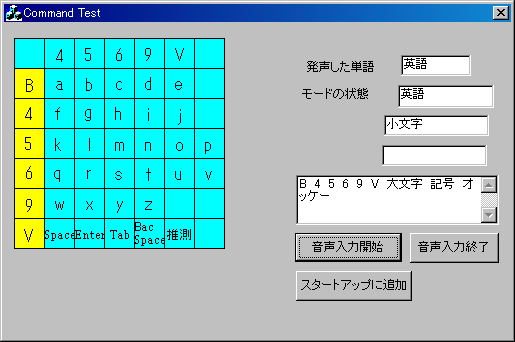 Command Test
4 5 6 9 V
B a b c d e
4 f g h i j
5 k l m n o p
6 q r s t u v
9 w x y z
V Space Enter Tab Bac Space 推測
発声した単語 英語
モードの状態 英語
小文字
B 4 5 6 9 V 大文字 記号 オ
ッケー
音声入力開始 音声入力終了
スタートアップに追加